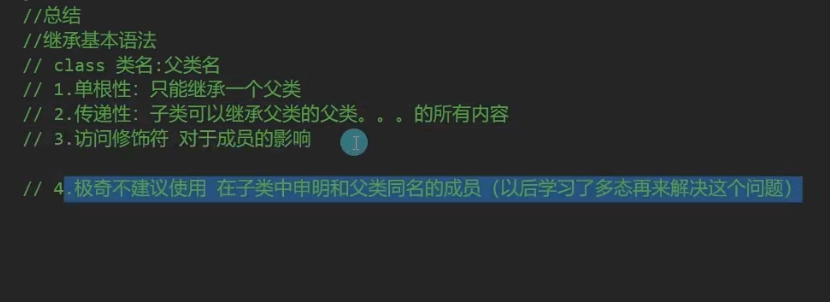 //总结
//继承基本语法
// class 类名:父类名
// 1.单根性：只能继承一个父类
// 2.传递性：子类可以继承父类的父类。。。的所有内容
// 3.访问修饰符 对于成员的影响
// 4.极奇不建议使用 在子类中申明和父类同名的成员（以后学习了多态再来解决这个问题）